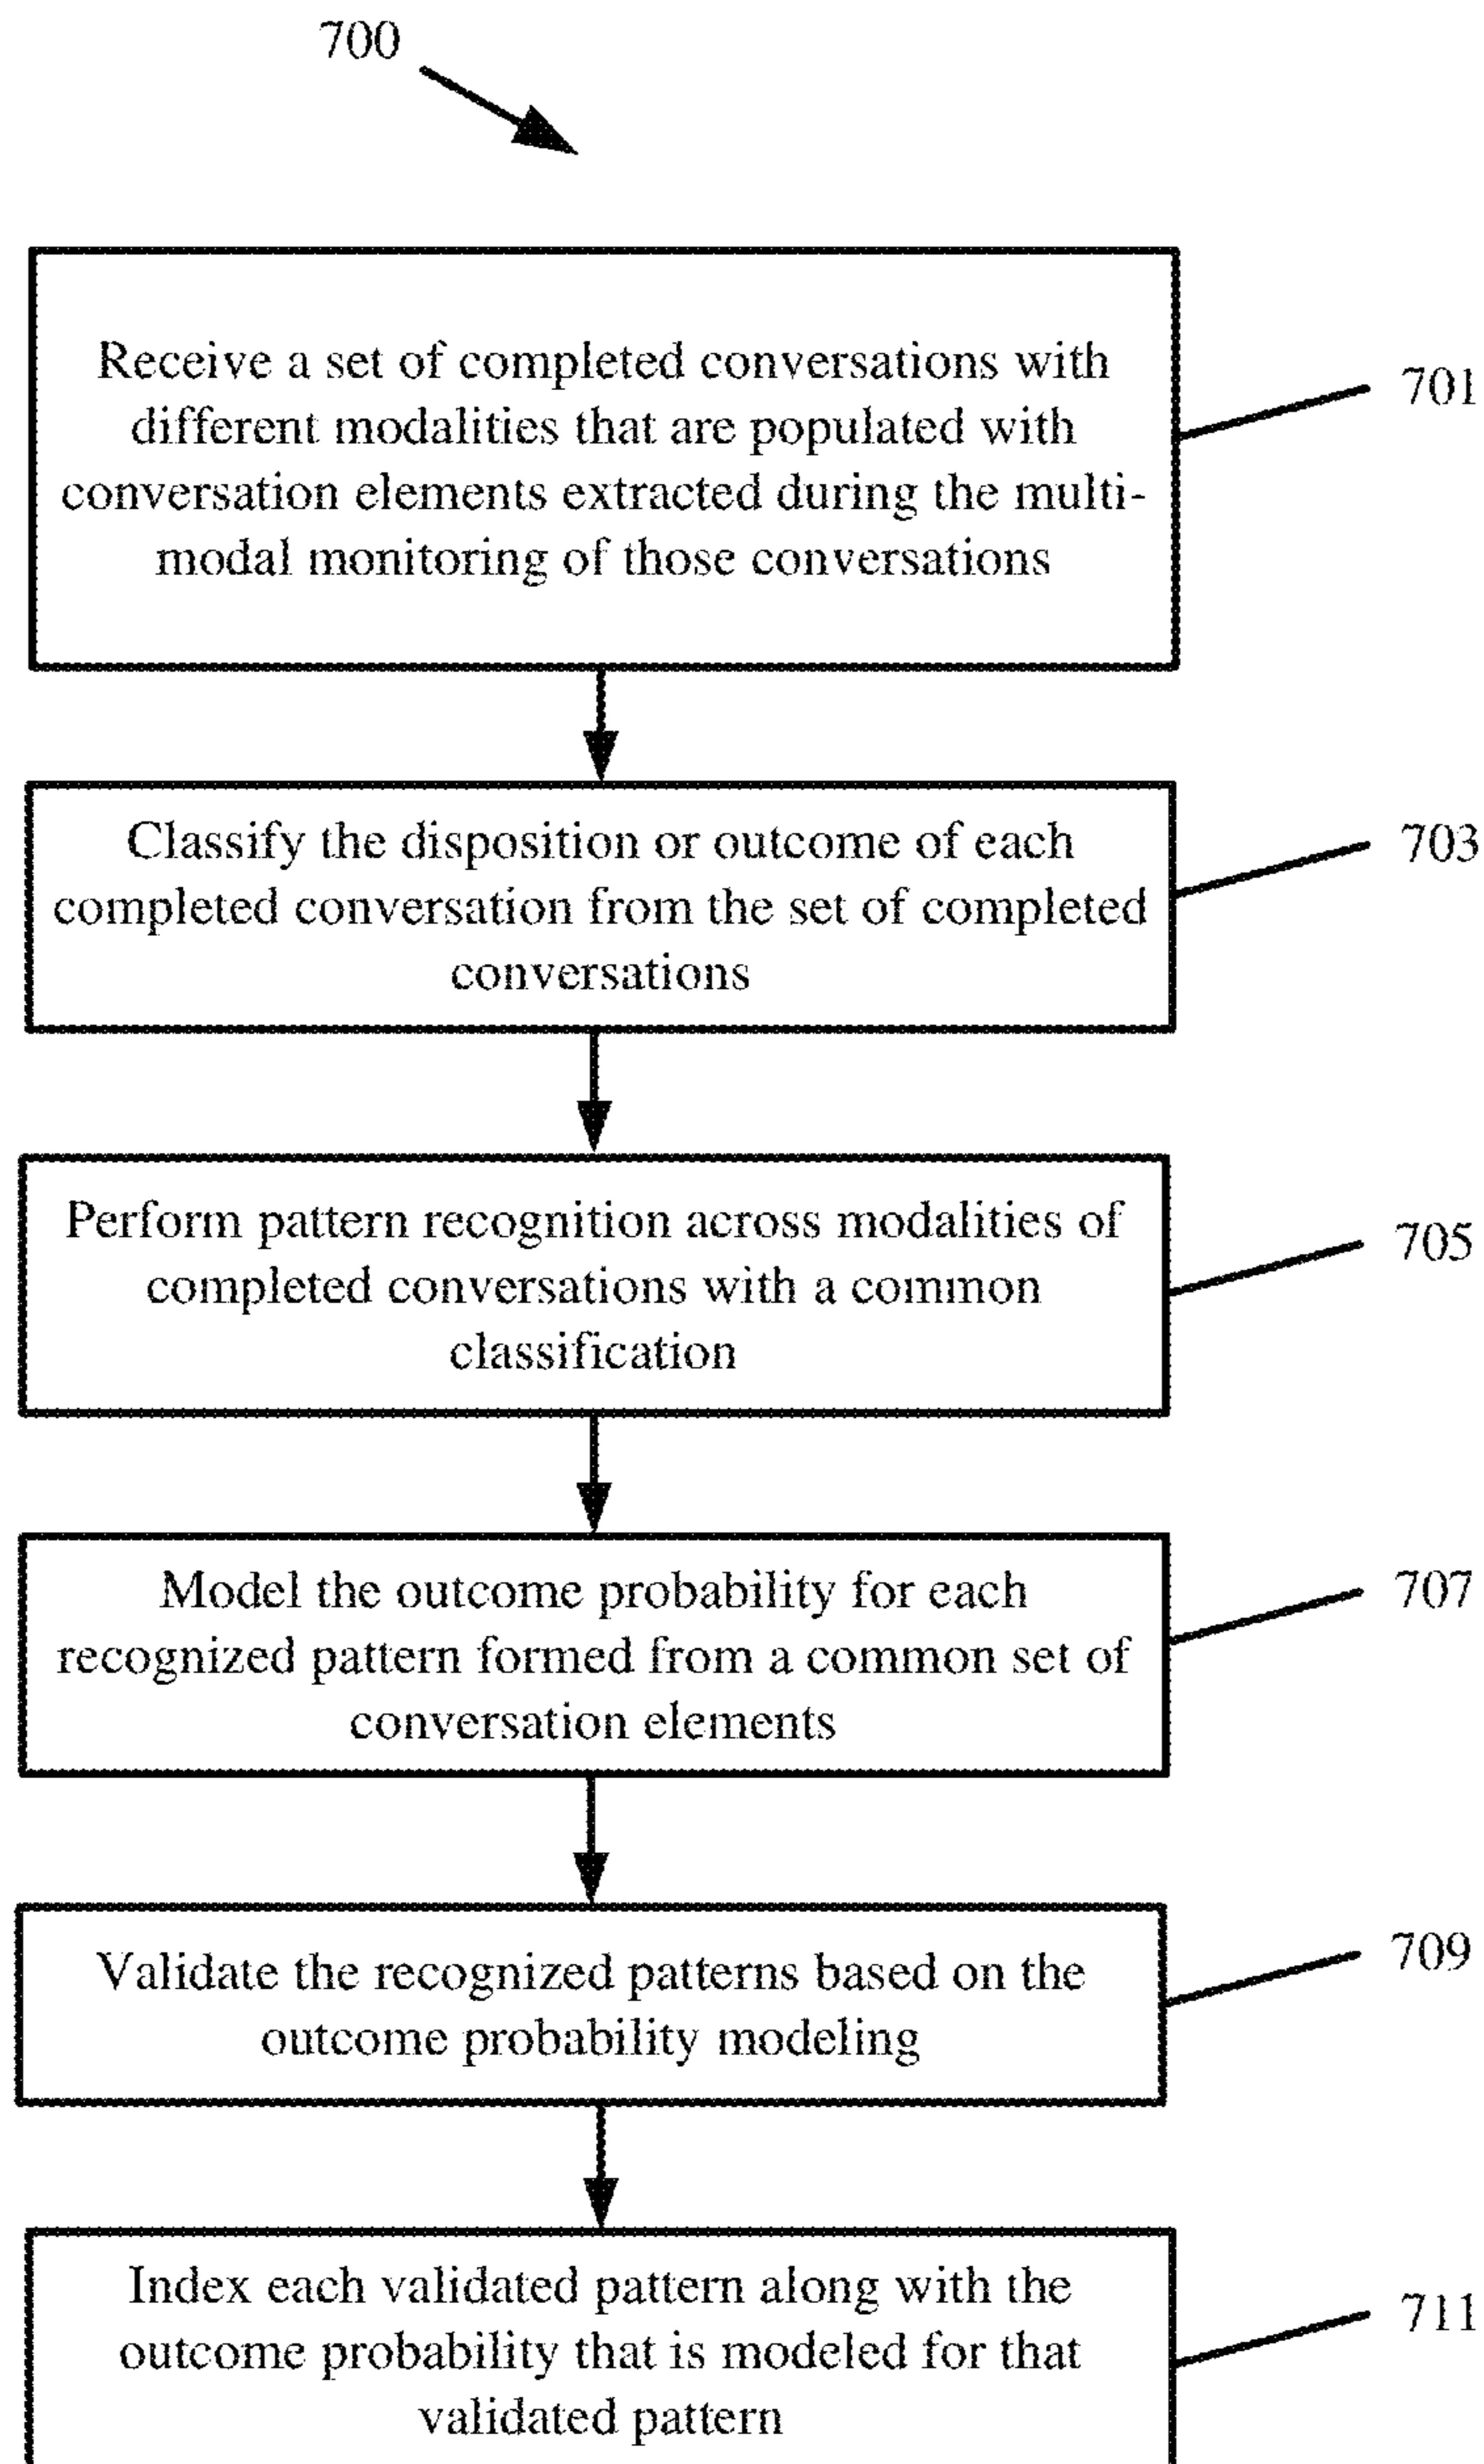 700
Receive a set of completed conversations with
different modalities that are populated with
conversation elements extracted during the multi-
modal monitoring of those conversations
701
Classify the disposition or outcome of each
completed conversation from the set of completed
conversations
703
Perform pattern recognition across modalities of
completed conversations with a common
classification
705
Model the outcome probability for each
recognized pattern formed from a common set of
conversation elements
707
Validate the recognized patterns based on the
outcome probability modeling
709
Index each validated pattern along with the
outcome probability that is modeled for that
validated pattern
711